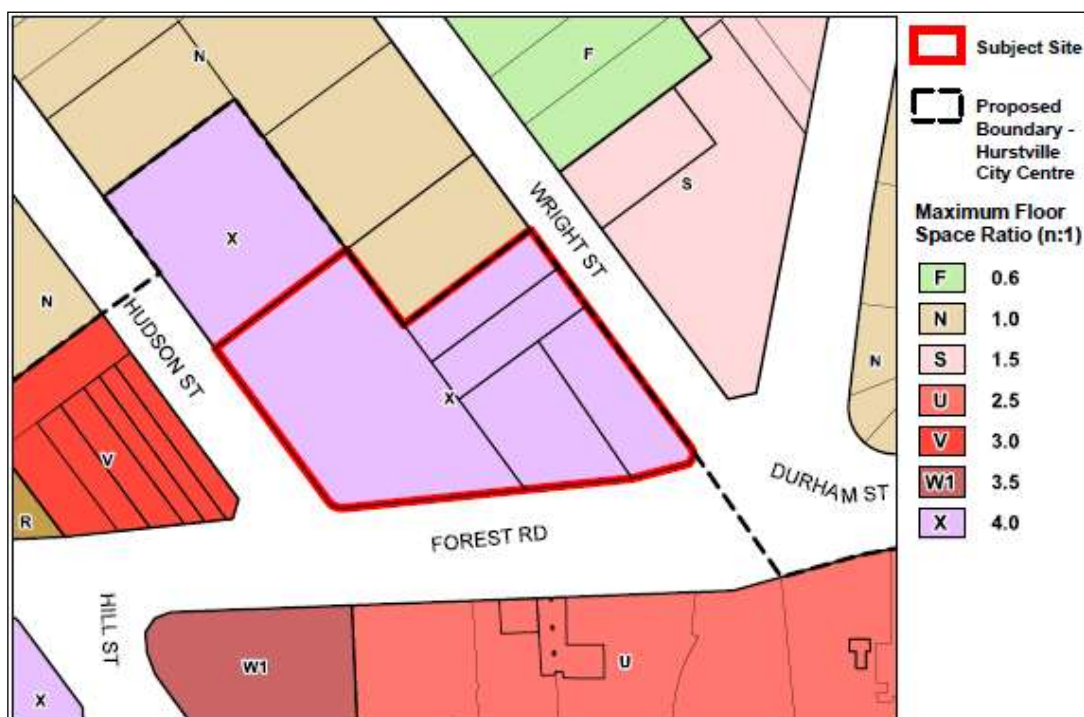 N
F
S
WRIGHT ST
X
N
HUDSON ST
X
N
V
DURHAM ST
R
FOREST RD
HILL ST
W1
U
X
Subject Site
Proposed
Boundary -
Hurstville
City Centre
Maximum Floor
Space Ratio (n:1)
F 0.6
N 1.0
S 1.5
U 2.5
V 3.0
W1 3.5
X 4.0